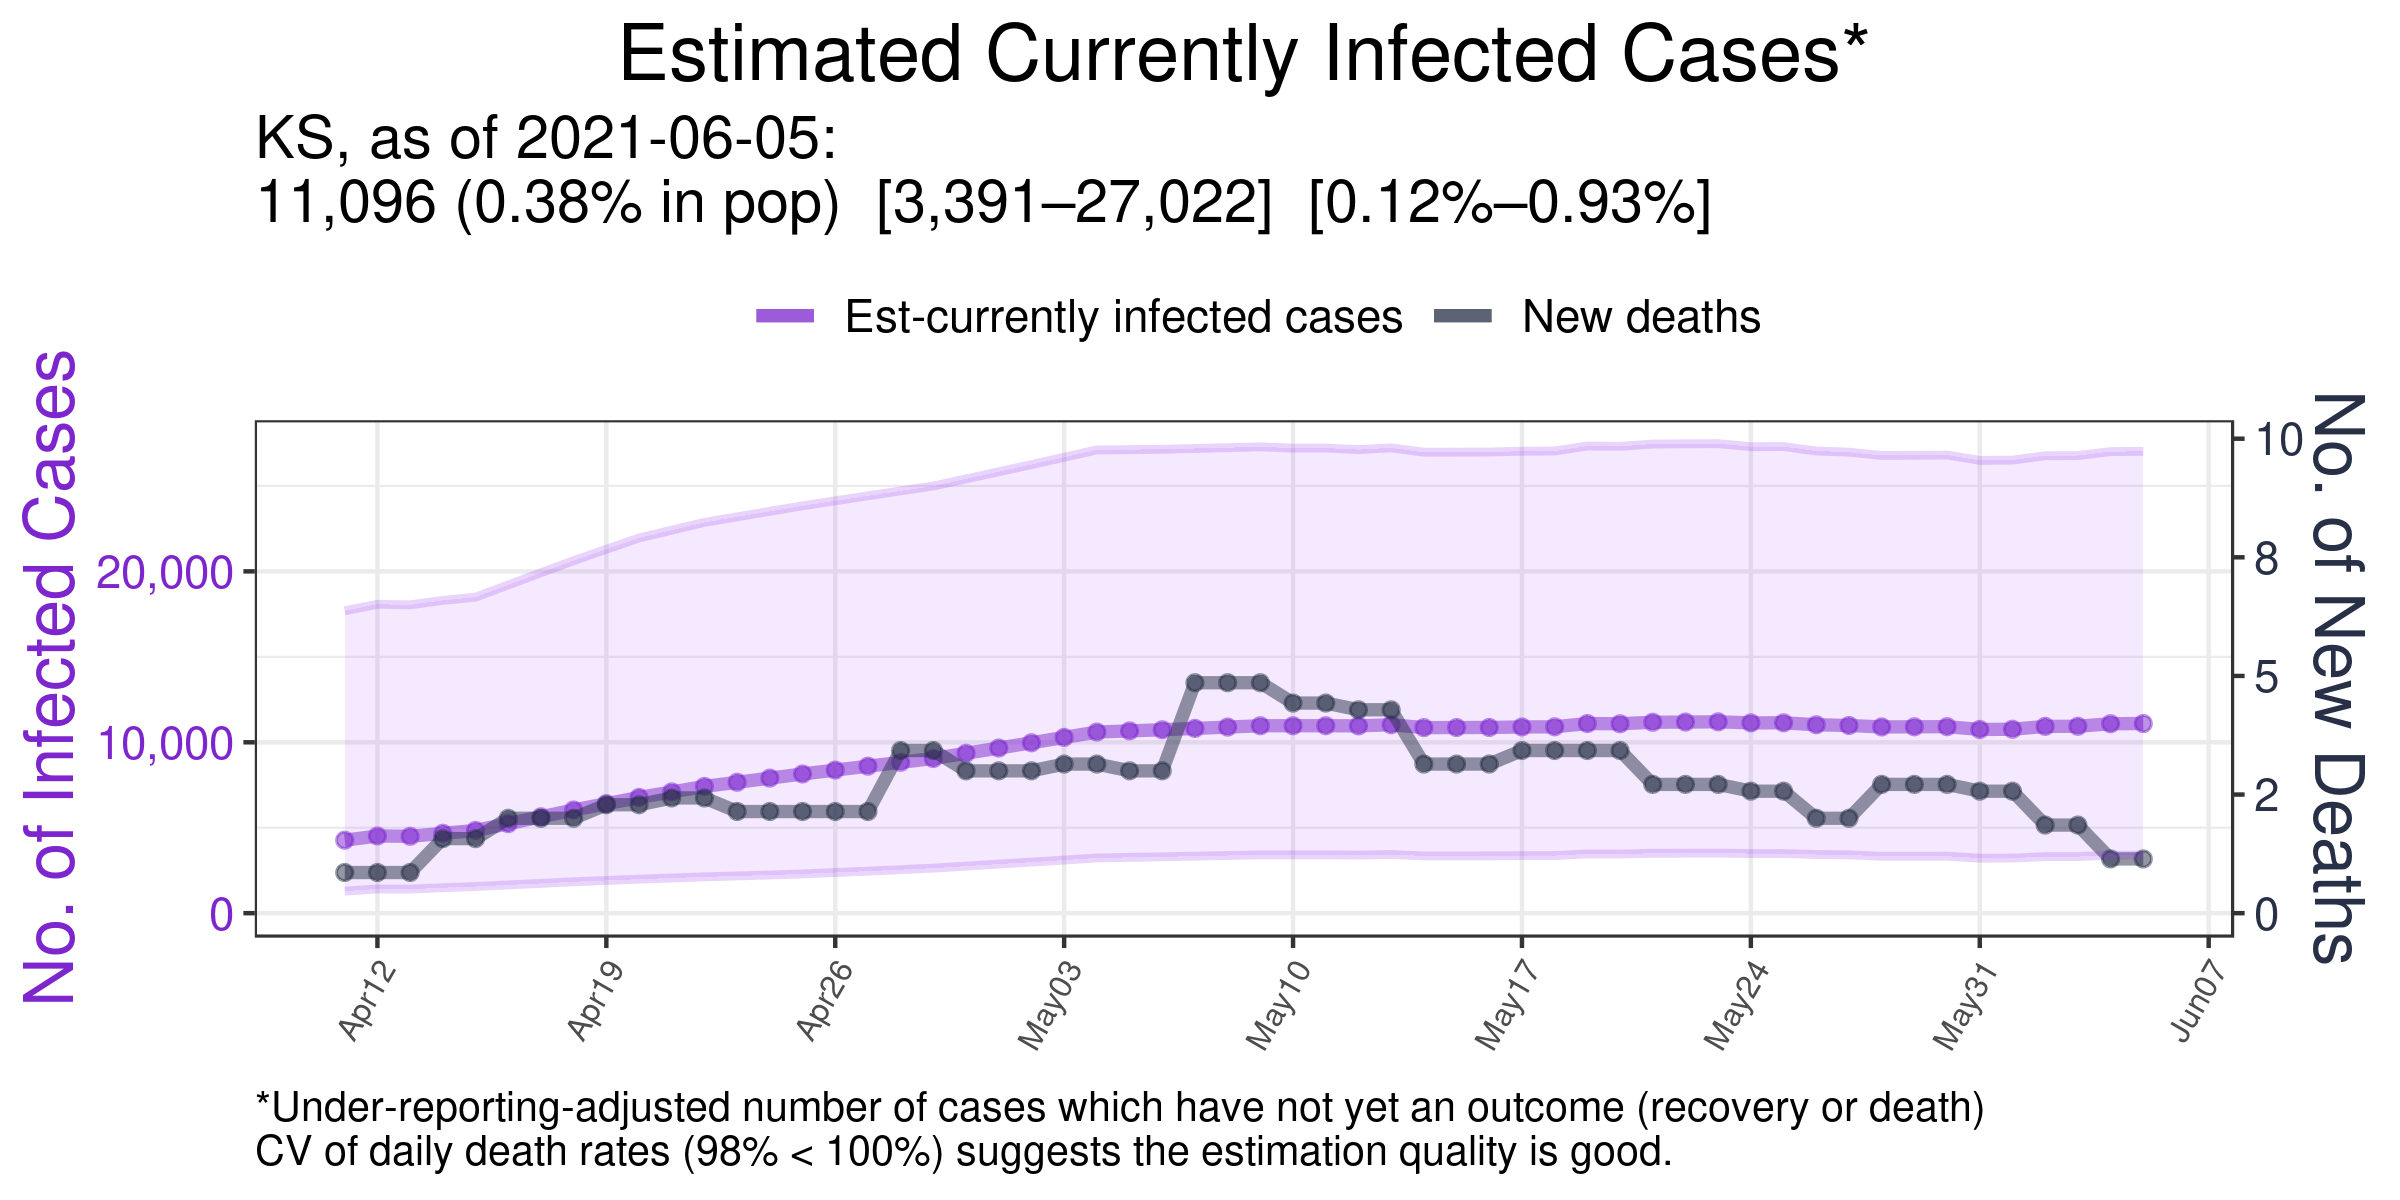 Estimated Currently Infected Cases*
KS, as of 2021-06-05:
11,096 (0.38% in pop)  [3,391–27,022]  [0.12%–0.93%]
Est-currently infected cases
New deaths
No. of Infected Cases
20,000
10,000
0
10
8
5
2
0
No. of New Deaths
Apr12
Apr19
Apr26
May03
May10
May17
May24
May31
Jun07
*Under-reporting-adjusted number of cases which have not yet an outcome (recovery or death)
CV of daily death rates (98% < 100%) suggests the estimation quality is good.